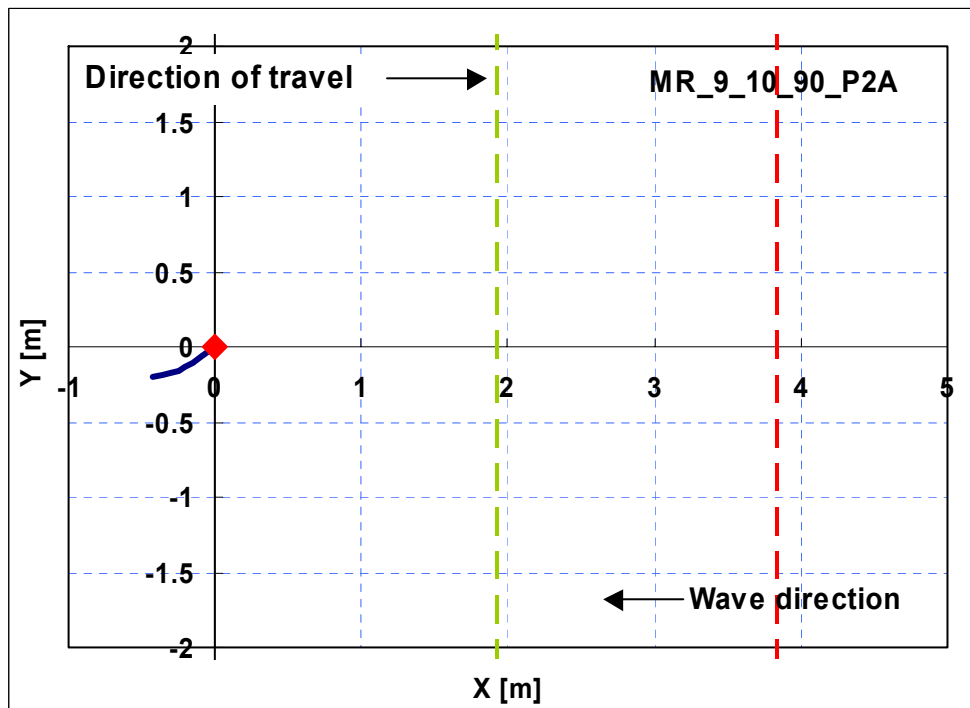 2
Direction of travel
MR_9_10_90_P2A
1.5
1
0.5
0
-0.5
-1
-1.5
-2
Y [m]
-1 0 1 2 3 4 5
Wave direction
X [m]